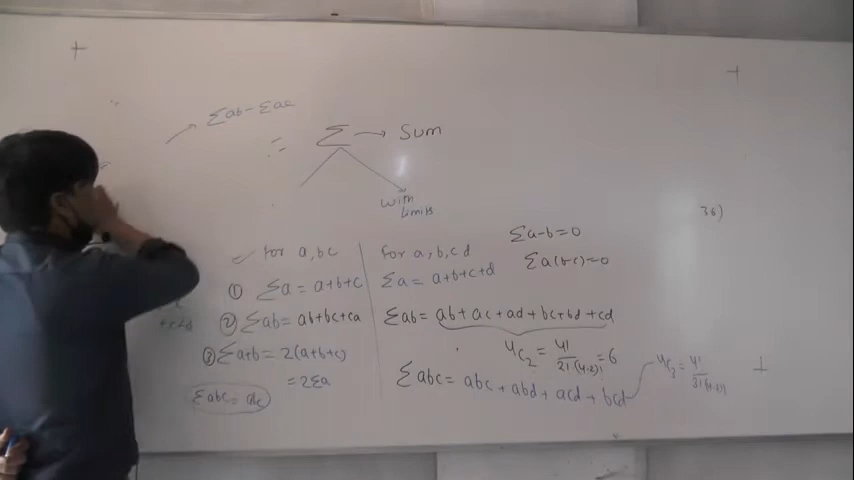 Σab - Σac
Σ → Sum
With
limits
36)
✓ for a,b,c
① Σa = a+b+c
② Σab = ab+bc+ca
③ Σa+b = 2(a+b+c)
= 2Σa
Σabc = abc
for a,b,c,d
Σa = a+b+c+d
Σab = ab+ac+ad+bc+bd+cd
4C₂ = 4!/2!(4-2)! = 6
Σabc = abc+abd+acd+bcd
4C₃ = 4!/3!(4-3)!
Σa-b=0
Σa(b-c)=0
+c+d